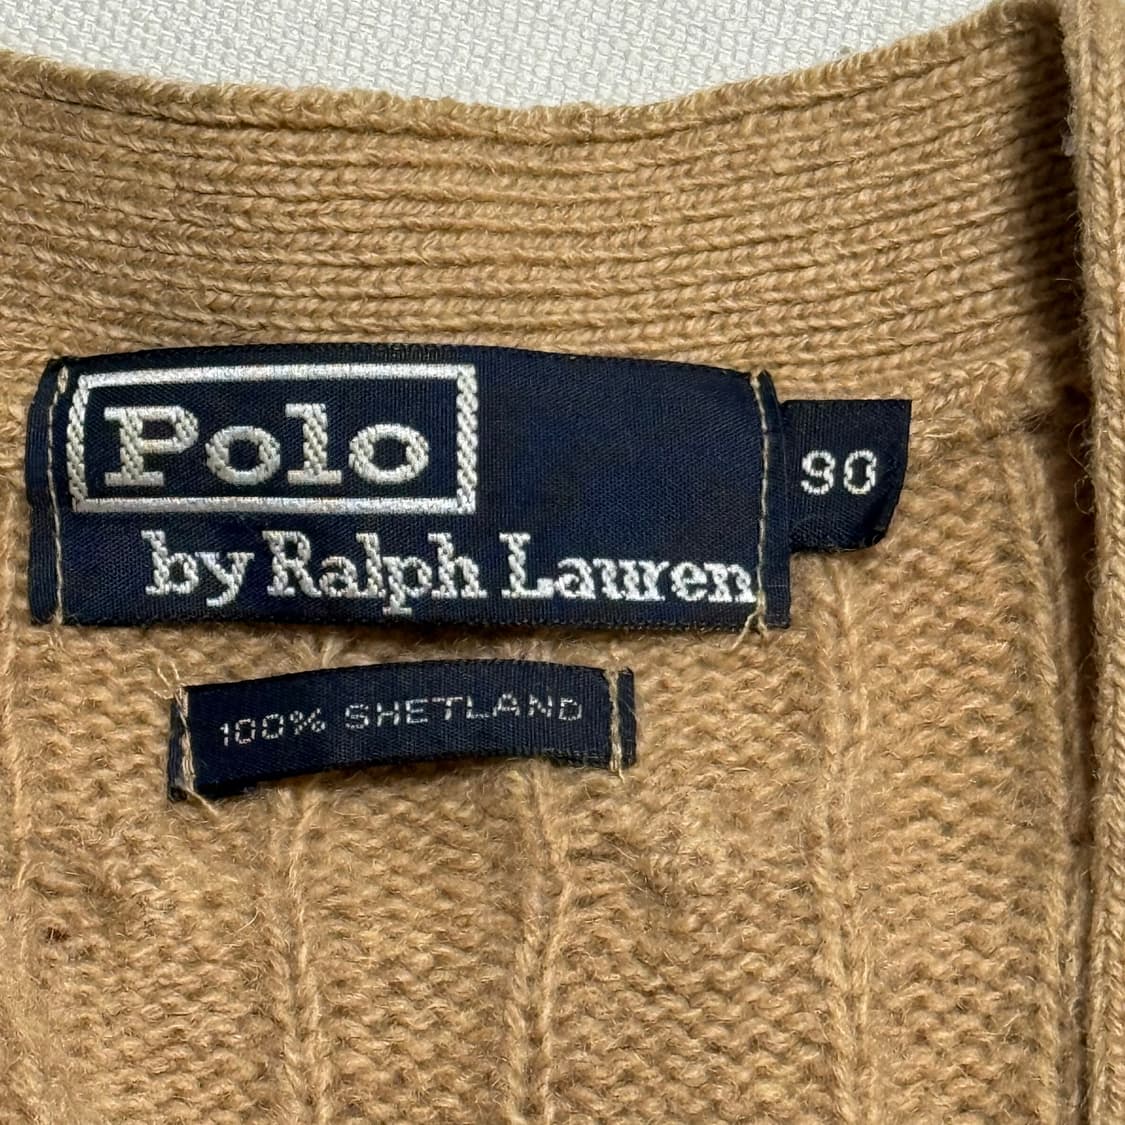 Polo
by Ralph Lauren
90
100% SHETLAND